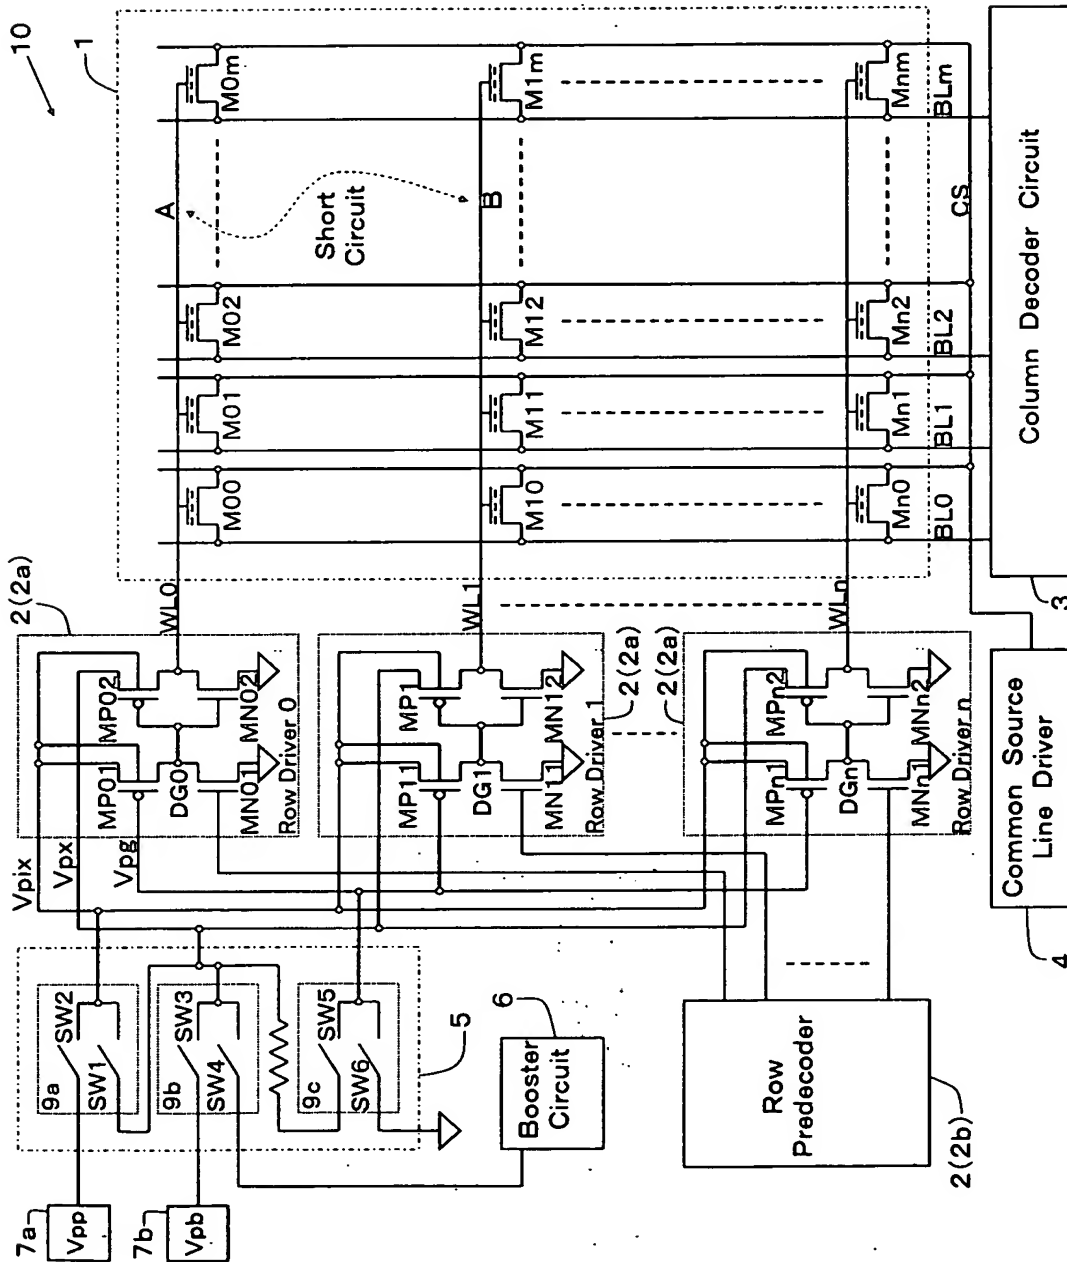 10
1
7a
Vpp
7b
Vpb
9a
SW2
SW1
9b
SW3
SW4
9c
SW5
SW6
5
Booster
Circuit
6
Vpix
Vpx
Vpg
2(2a)
MP01
MP02
DG0
MN01
MN02
Row Driver 0
WL0
MP11
MP1
DG1
MN11
MN12
Row Driver 1
2(2a)
WL1
2(2a)
MPn1
MPn2
DGn
MNn1
MNn2
Row Driver n
WLn
Row
Predecoder
2(2b)
M00
M01
M02
M0m
A
Short
Circuit
B
M10
M11
M12
M1m
Mn0
Mn1
Mn2
Mnm
BL0
BL1
BL2
BLm
CS
Column Decoder Circuit
3
Common Source
Line Driver
4